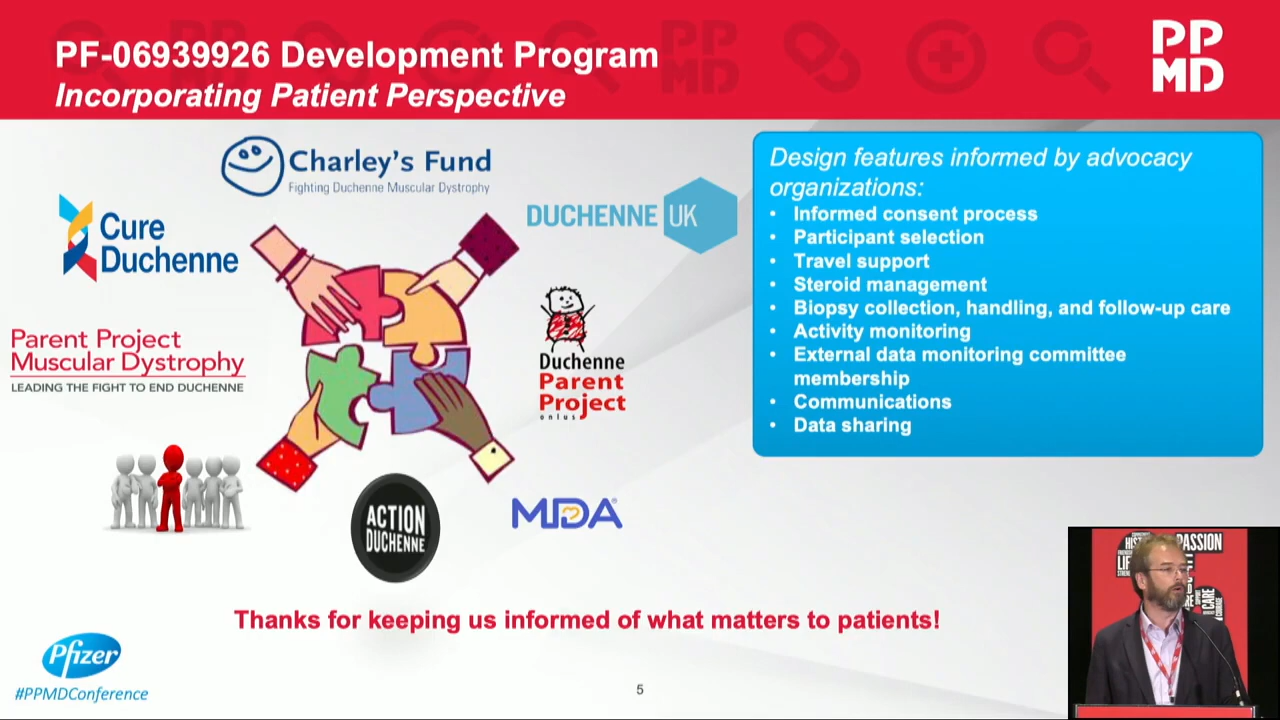 PF-06939926 Development Program
Incorporating Patient Perspective
PP
MD
Charley's Fund
Fighting Duchenne Muscular Dystrophy
Cure
Duchenne
DUCHENNE UK
Parent Project
Muscular Dystrophy
LEADING THE FIGHT TO END DUCHENNE
Duchenne
Parent
Project
onlus
ACTION
DUCHENNE
MDA
Design features informed by advocacy
organizations:
• Informed consent process
• Participant selection
• Travel support
• Steroid management
• Biopsy collection, handling, and follow-up care
• Activity monitoring
• External data monitoring committee
membership
• Communications
• Data sharing
Thanks for keeping us informed of what matters to patients!
Pfizer
#PPMDConference
5
PASSION
CARE